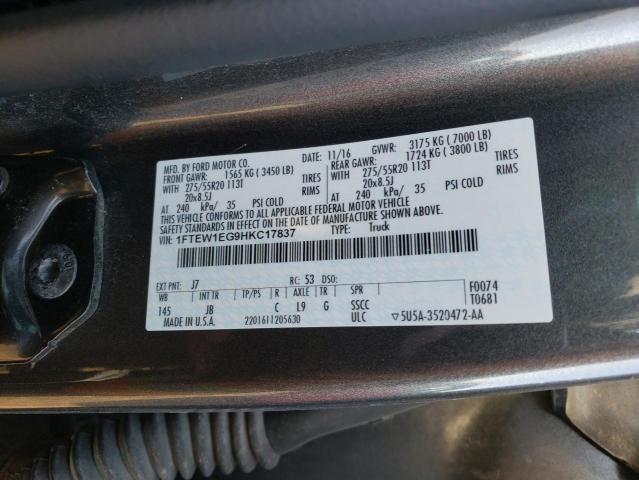 MFD. BY FORD MOTOR CO.
DATE: 11/16 GVWR: 3175 KG ( 7000 LB)
FRONT GAWR: 1565 KG (3450 LB) REAR GAWR: 1724 KG ( 3800 LB)
WITH 275/55R20 113T TIRES WITH 275/55R20 113T TIRES
20x8.5J RIMS 20x8.5J RIMS
AT 240 kPa/ 35 PSI COLD AT 240 kPa/ 35 PSI COLD
THIS VEHICLE CONFORMS TO ALL APPLICABLE FEDERAL MOTOR VEHICLE
SAFETY STANDARDS IN EFFECT ON THE DATE OF MANUFACTURE SHOWN ABOVE.
VIN: 1FTEW1EG9HKC17837 TYPE: Truck
EXT PNT: J7 RC: 53 DSO: F0074
WB INT TR TP/PS R AXLE TR SPR T0681
145 JB C L9 G SSCC
MADE IN U.S.A. 2201611205630 ULC ▽5U5A-3520472-AA